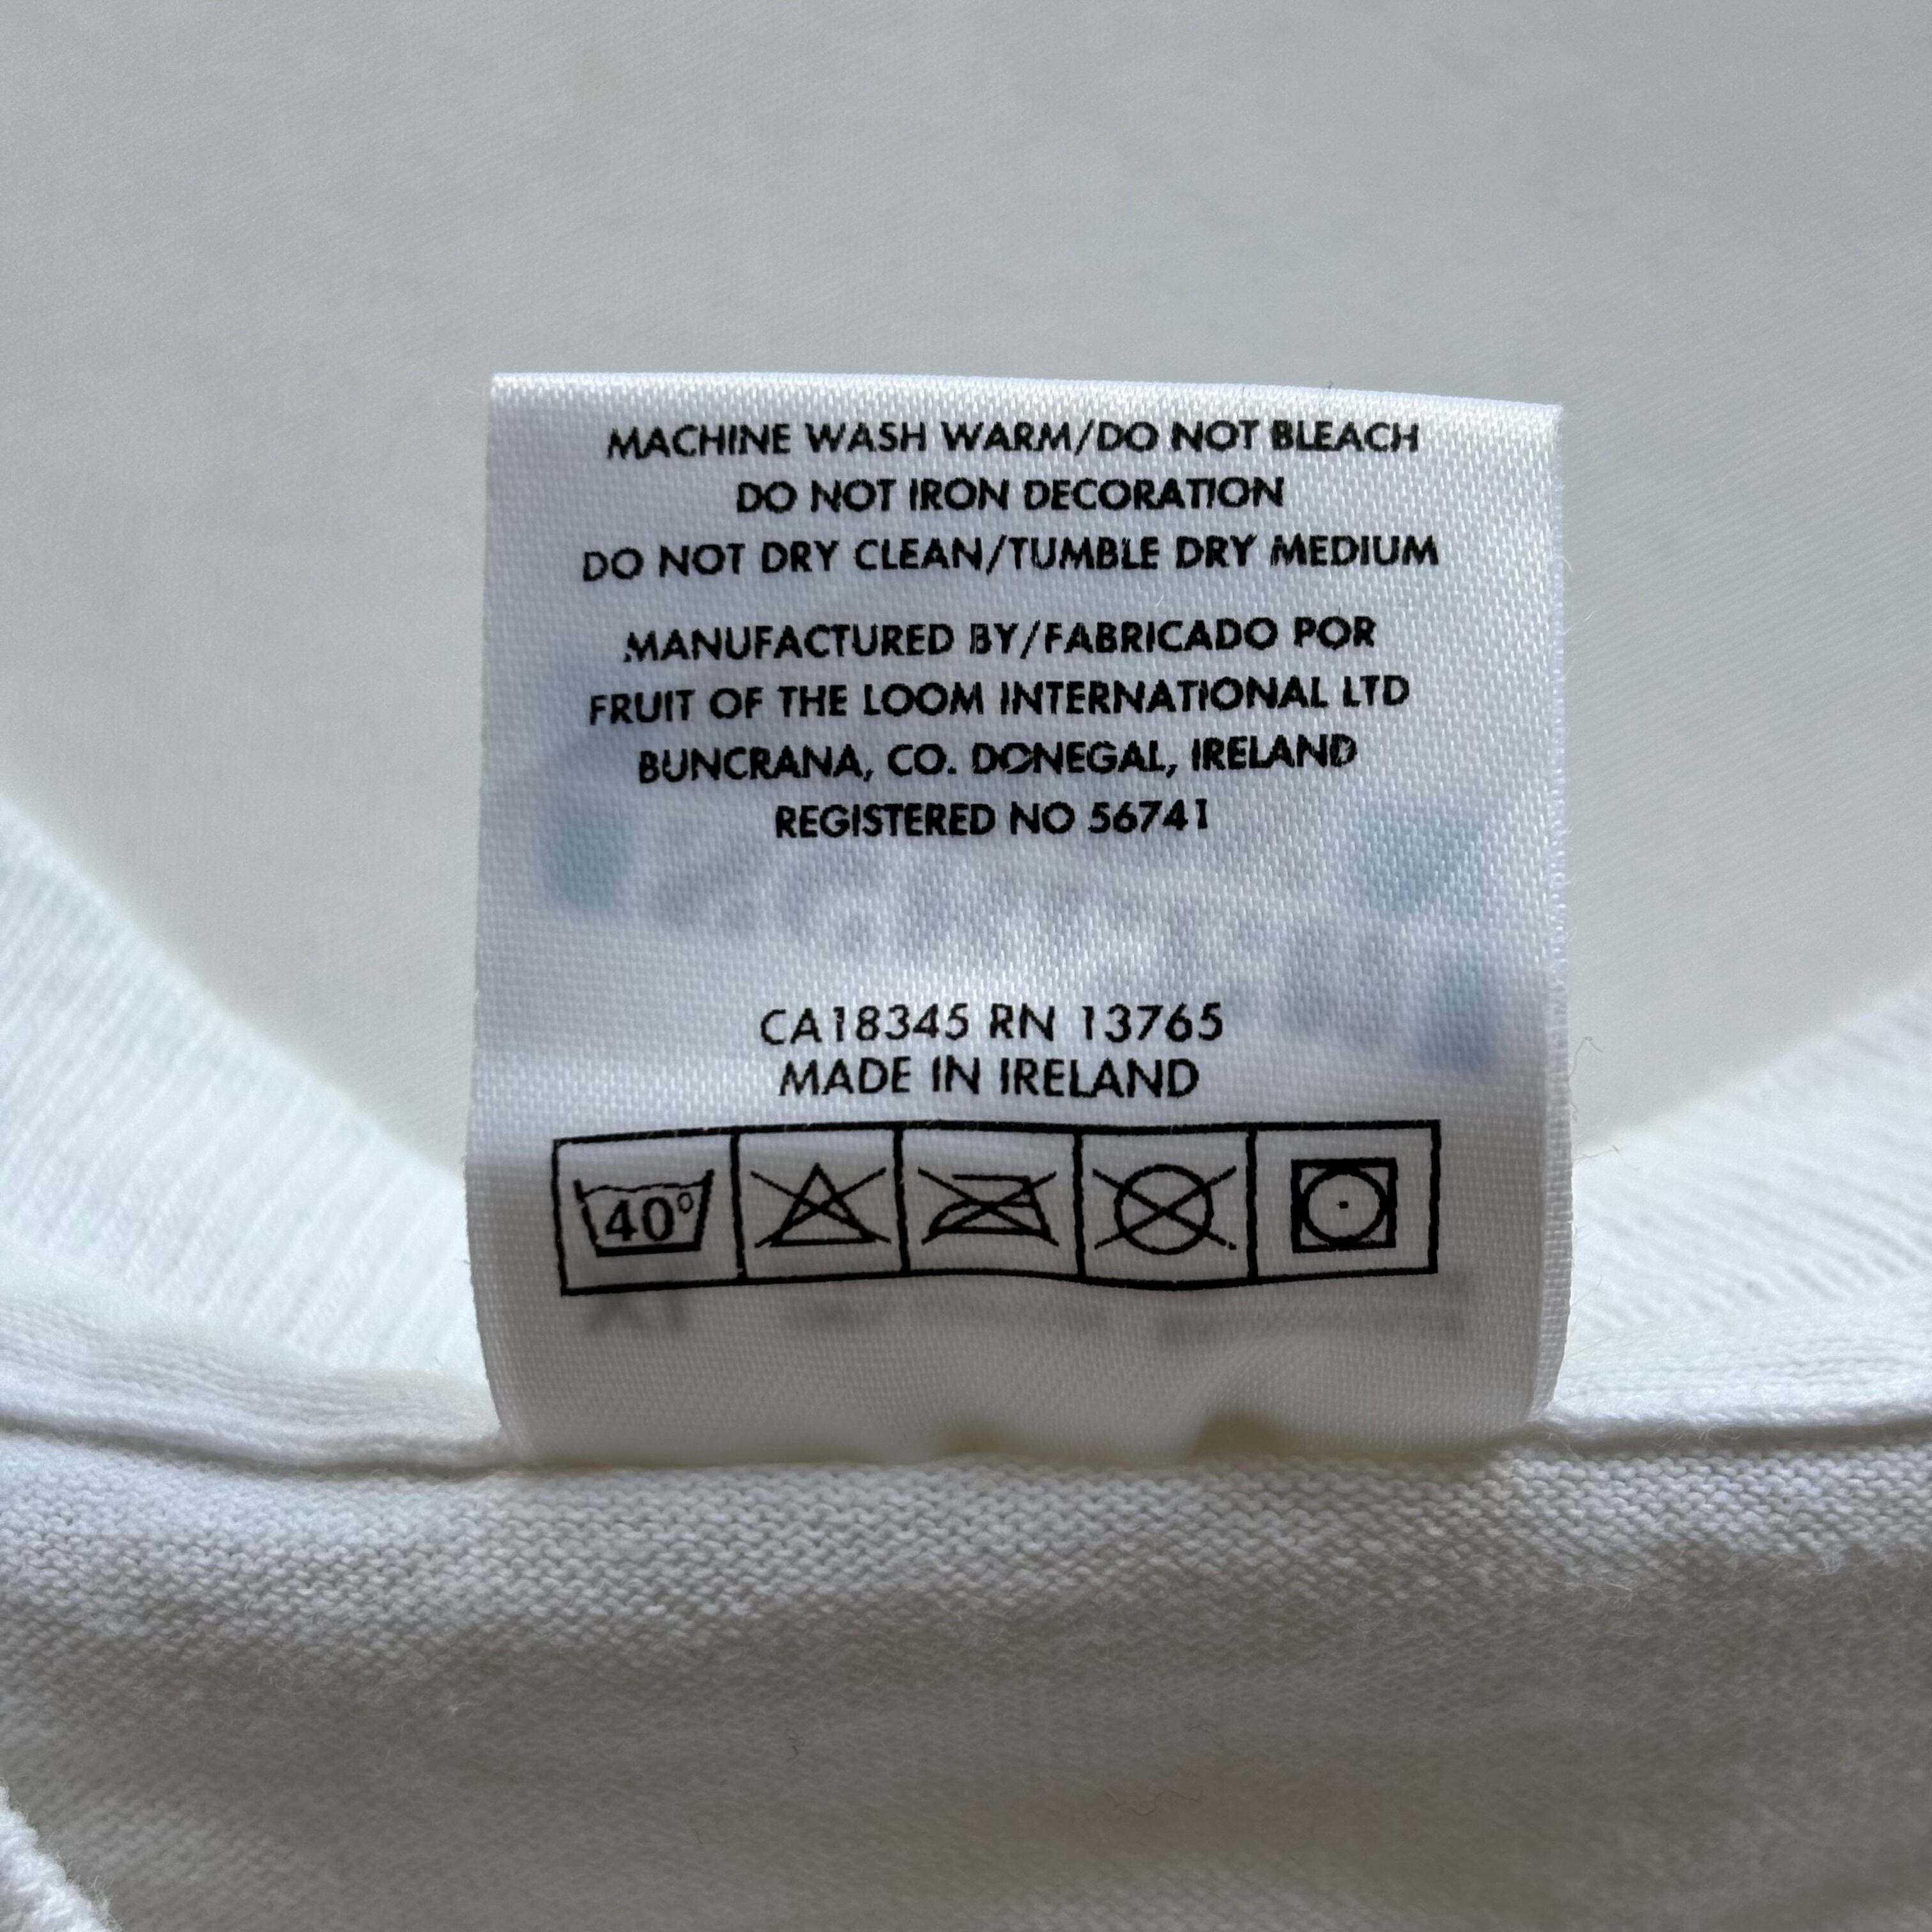 MACHINE WASH WARM/DO NOT BLEACH
DO NOT IRON DECORATION
DO NOT DRY CLEAN/TUMBLE DRY MEDIUM
MANUFACTURED BY/FABRICADO POR
FRUIT OF THE LOOM INTERNATIONAL LTD
BUNCRANA, CO. DONEGAL, IRELAND
REGISTERED NO 56741
CA18345 RN 13765
MADE IN IRELAND
40°